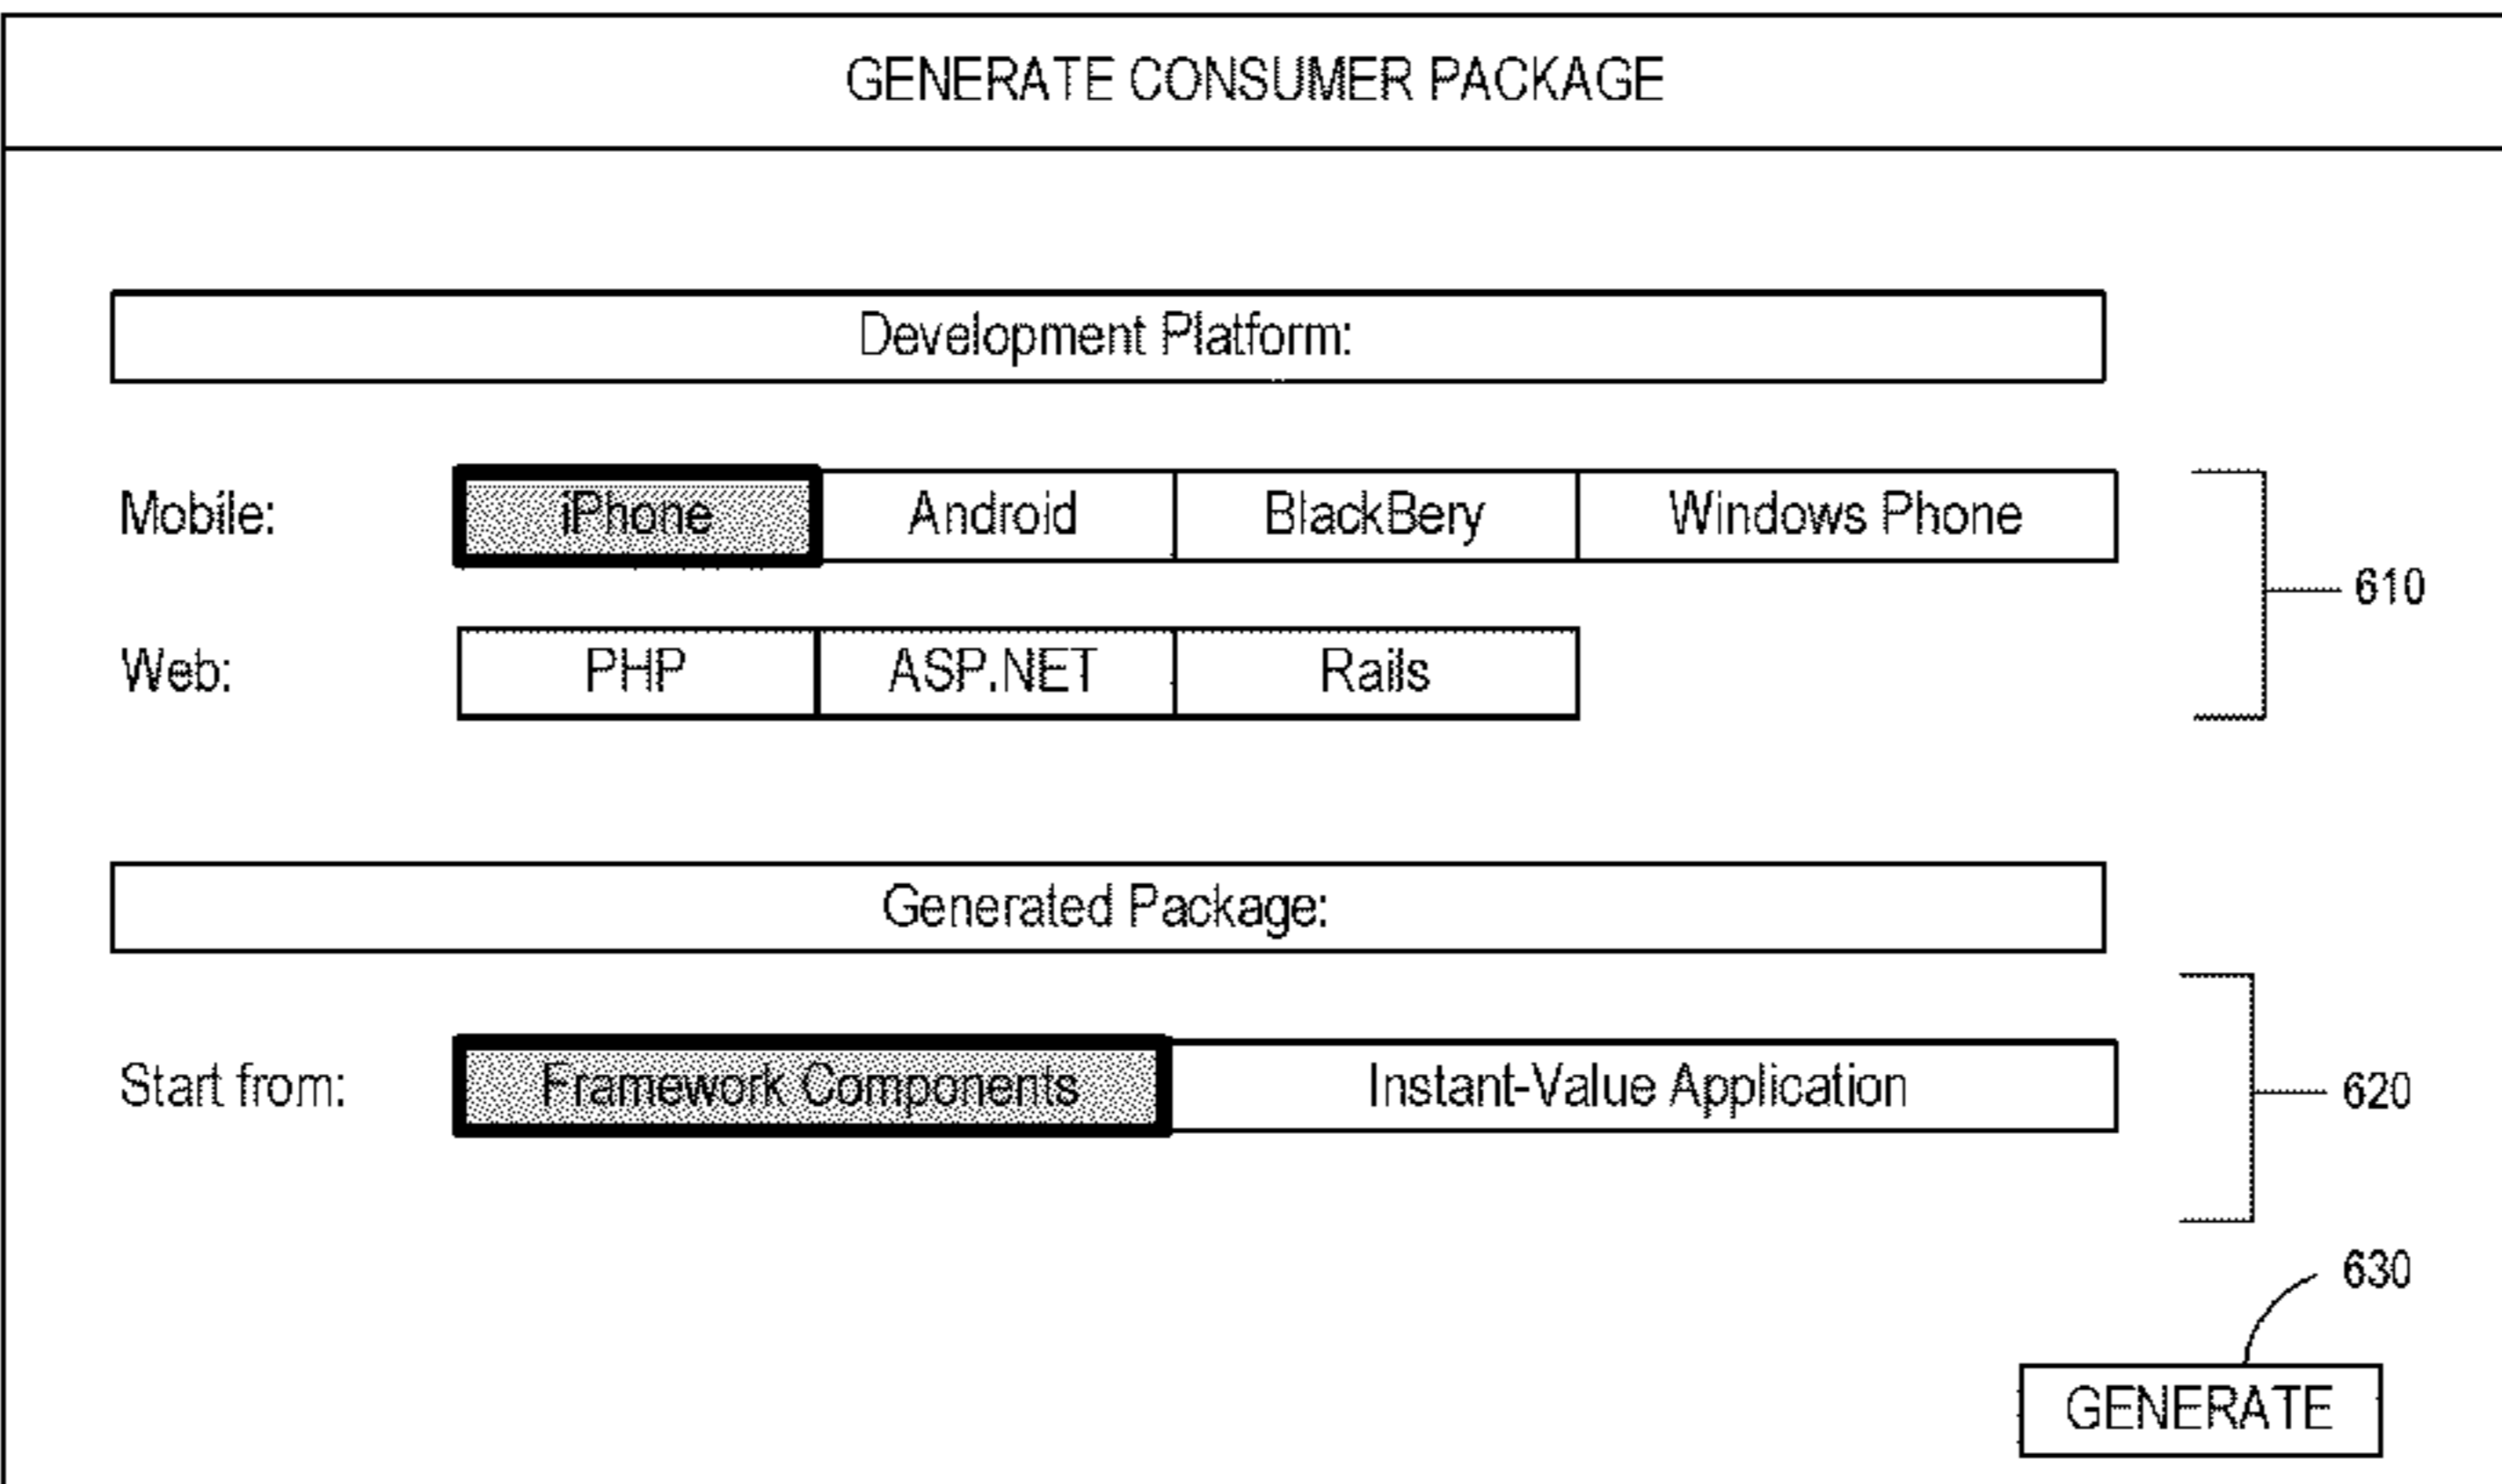 GENERATE CONSUMER PACKAGE
Development Platform:
Mobile: iPhone Android BlackBery Windows Phone
610
Web: PHP ASP.NET Rails
Generated Package:
Start from: Framework Components Instant-Value Application
620
630
GENERATE